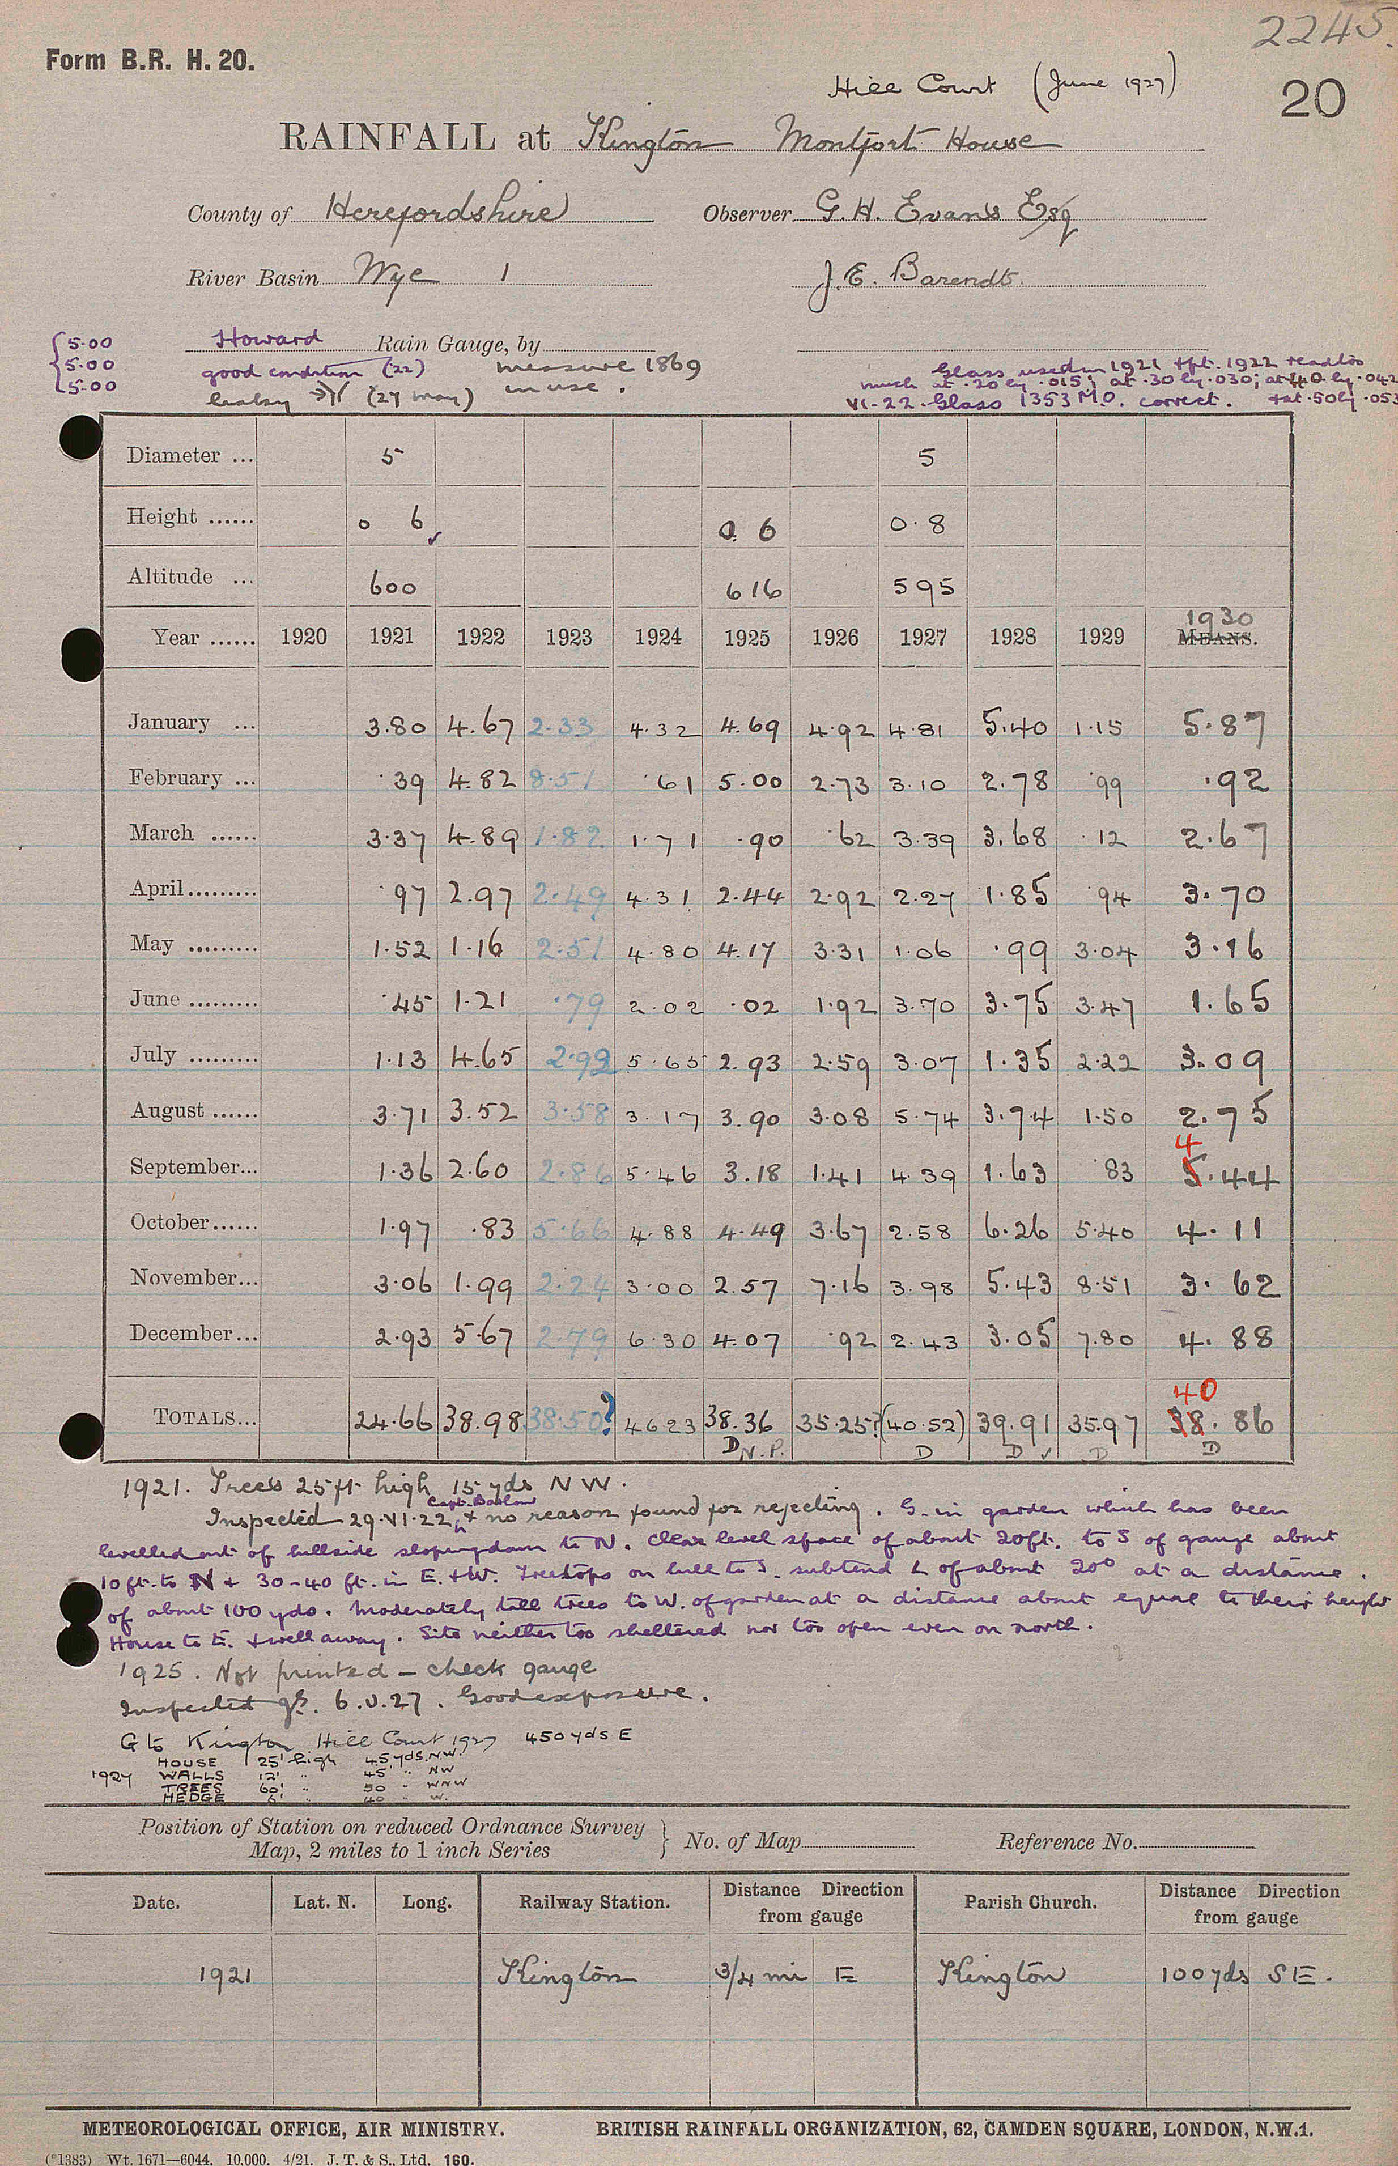 2245.
Form B.R. H. 20.
Hill Court (June 1927)
20
RAINFALL at Kington Montfort House
County of Herefordshire Observer G. H. Evans Esq
River Basin Wye 1 J. E. Barendt
Howard Rain Gauge, by
{5.00 5.00 5.00
good condition (22) measure 1869
leaky (27 May) in use.
Glass used in 1921 + pt. 1922 read too
much at .20 by .015; at .30 by .030; at 40 by .042
VI-22. Glass 1353 M.O. correct. + at .50 by .053
Diameter ... 5 5
Height ...... 0 6 0 6 0.8
Altitude ... 600 616 595
Year ...... 1920 1921 1922 1923 1924 1925 1926 1927 1928 1929 1930 MEANS.
January ... 3.80 4.67 2.33 4.32 4.69 4.92 4.81 5.40 1.15 5.87
February ... .39 4.82 8.51 .61 5.00 2.73 3.10 2.78 .99 .92
March ...... 3.37 4.89 1.82 1.71 .90 .62 3.39 3.68 .12 2.67
April ......... .97 2.97 2.49 4.31 2.44 2.92 2.27 1.85 .94 3.70
May ......... 1.52 1.16 2.51 4.80 4.17 3.31 1.06 .99 3.04 3.16
June ......... .45 1.21 .79 2.02 .02 1.92 3.70 3.75 3.47 1.65
July ......... 1.13 4.65 2.92 5.65 2.93 2.59 3.07 1.35 2.22 3.09
August ...... 3.71 3.52 3.58 3.17 3.90 3.08 5.74 3.74 1.50 2.75
September... 1.36 2.60 2.86 5.46 3.18 1.41 4.39 1.63 .83 4 5.44
October...... 1.97 .83 5.66 4.88 4.49 3.67 2.58 6.26 5.40 4.11
November... 3.06 1.99 2.24 3.00 2.57 7.16 3.98 5.43 8.51 3.62
December... 2.93 5.67 2.79 6.30 4.07 .92 2.43 3.05 7.80 4.88
TOTALS... 24.66 38.98 38.50? 46.23 38.36 35.25? (40.52) 39.91 35.97 40 38.86
D N.P. D D ✓ D D
1921. Trees 25 ft high 15 yds N W.
Inspected 29.VI.22 Capt. Barlow + no reason found for rejecting. G. in garden which has been
levelled out of hillside sloping down to N. Clear level space of about 20ft. to S of gauge about
10 ft. to N + 30-40 ft. in E. + W. Treetops on hill to S. subtend ∠ of about 20° at a distance
of about 100 yds. Moderately tall trees to W. of garden at a distance about equal to their height
House to E. + well away. Site neither too sheltered nor too open even on north.
1925. Not printed - check gauge
Inspected 6.V.27. Good exposure.
G to Kington Hill Court 1927 450 yds E
HOUSE 25' high 45 yds. NW.
1927 WALLS 12' " 45' " NW
TREES 60' " 50 " WNW
HEDGE 6' " 40 " W.
Position of Station on reduced Ordnance Survey
Map, 2 miles to 1 inch Series } No. of Map Reference No.
Date. Lat. N. Long. Railway Station. Distance Direction from gauge Parish Church. Distance Direction from gauge
1921 Kington 3/4 mi E Kington 100 yds S E.
METEOROLOGICAL OFFICE, AIR MINISTRY. BRITISH RAINFALL ORGANIZATION, 62, CAMDEN SQUARE, LONDON, N.W.1.
(*1383) Wt. 1671—6044. 10,000. 4/21. J. T. & S., Ltd. 160.